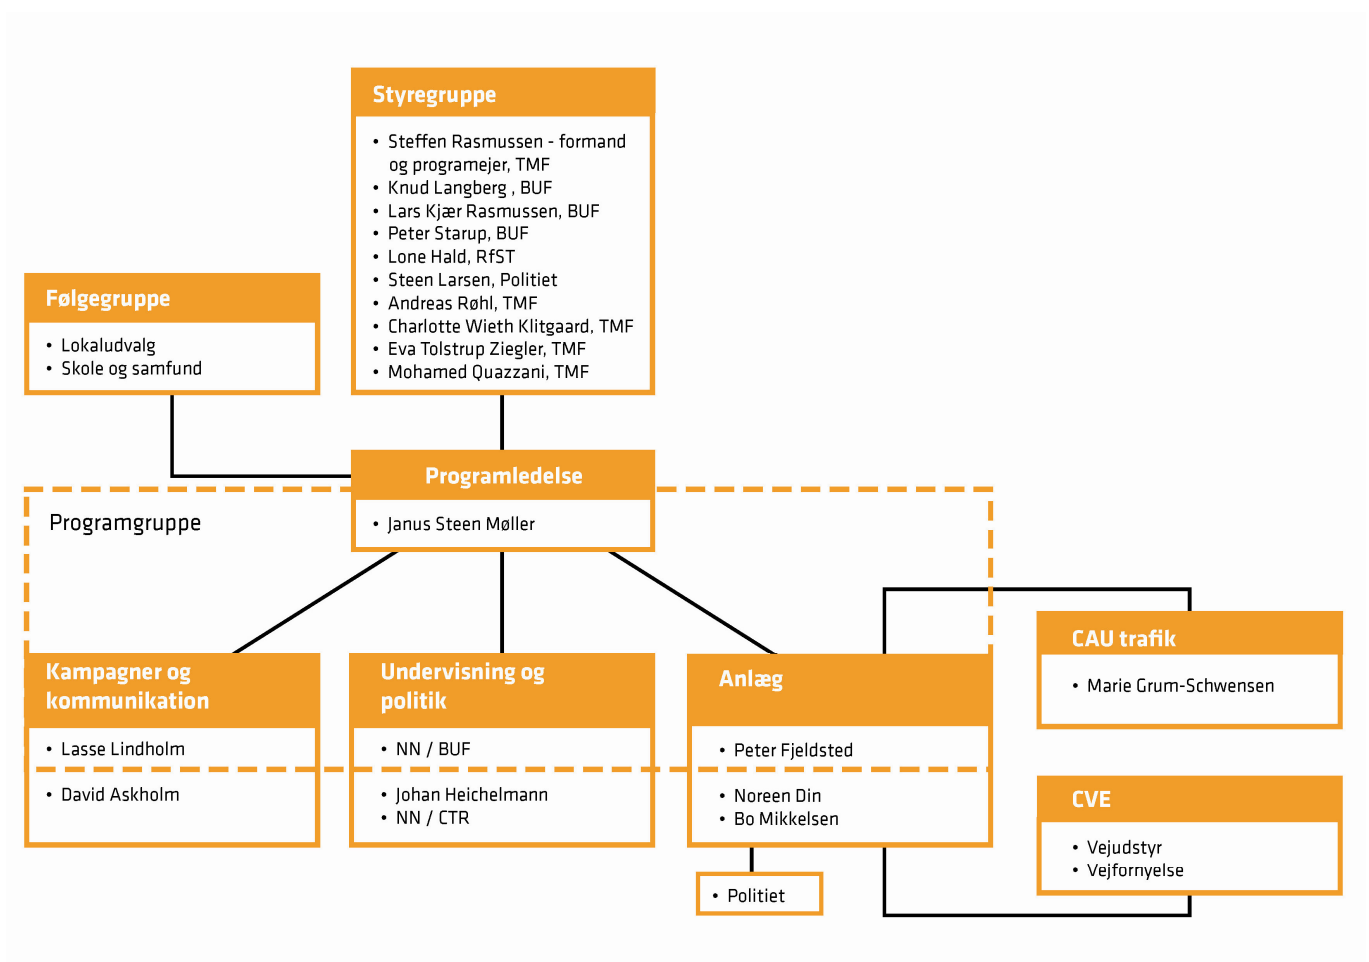 Styregruppe
• Steffen Rasmussen - formand
og programejer, TMF
• Knud Langberg , BUF
• Lars Kjær Rasmussen, BUF
• Peter Starup, BUF
• Lone Hald, RfST
• Steen Larsen, Politiet
• Andreas Røhl, TMF
• Charlotte Wieth Klitgaard, TMF
• Eva Tolstrup Ziegler, TMF
• Mohamed Quazzani, TMF
Følgegruppe
• Lokaludvalg
• Skole og samfund
Programledelse
• Janus Steen Møller
Programgruppe
Kampagner og
kommunikation
• Lasse Lindholm
• David Askholm
Undervisning og
politik
• NN / BUF
• Johan Heichelmann
• NN / CTR
Anlæg
• Peter Fjeldsted
• Noreen Din
• Bo Mikkelsen
• Politiet
CAU trafik
• Marie Grum-Schwensen
CVE
• Vejudstyr
• Vejfornyelse